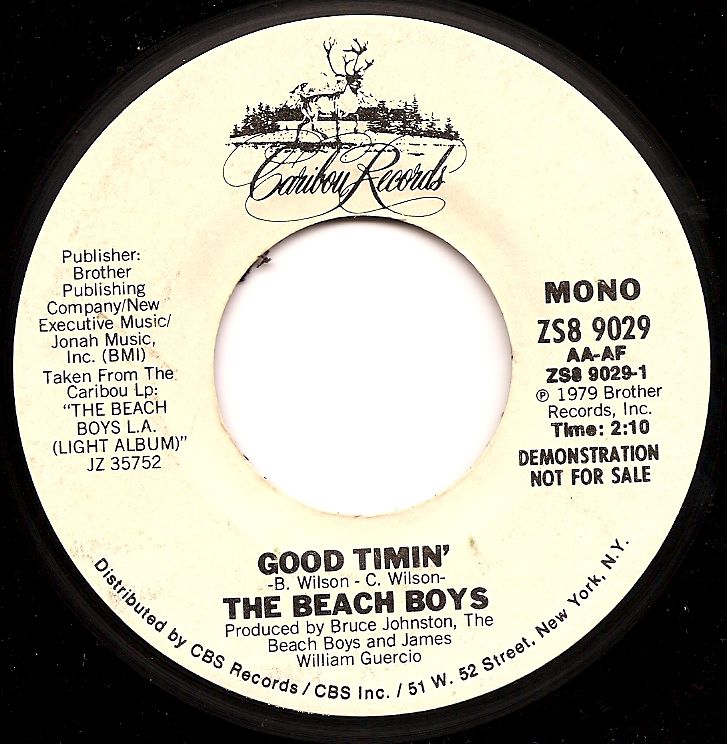 Caribou Records
Publisher:
Brother
Publishing
Company/New
Executive Music/
Jonah Music,
Inc. (BMI)
Taken From The
Caribou Lp:
"THE BEACH
BOYS L.A.
(LIGHT ALBUM)"
JZ 35752
MONO
ZS8 9029
AA-AF
ZS8 9029-1
℗ 1979 Brother
Records, Inc.
Time: 2:10
DEMONSTRATION
NOT FOR SALE
GOOD TIMIN'
-B. Wilson - C. Wilson-
THE BEACH BOYS
Produced by Bruce Johnston, The
Beach Boys and James
William Guercio
Distributed by CBS Records / CBS Inc. / 51 W. 52 Street, New York, N.Y.